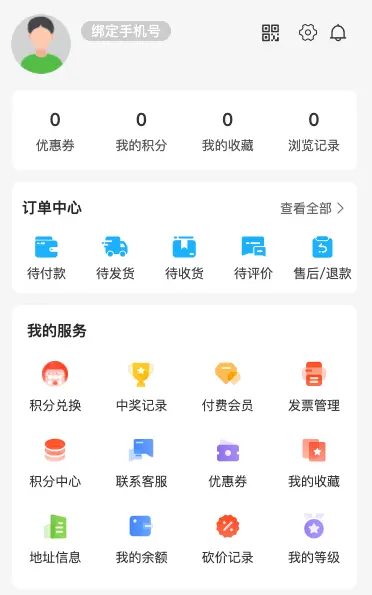 绑定手机号
0 0 0 0
优惠券 我的积分 我的收藏 浏览记录
订单中心 查看全部
待付款 待发货 待收货 待评价 售后/退款
我的服务
积分兑换 中奖记录 付费会员 发票管理
积分中心 联系客服 优惠券 我的收藏
地址信息 我的余额 砍价记录 我的等级